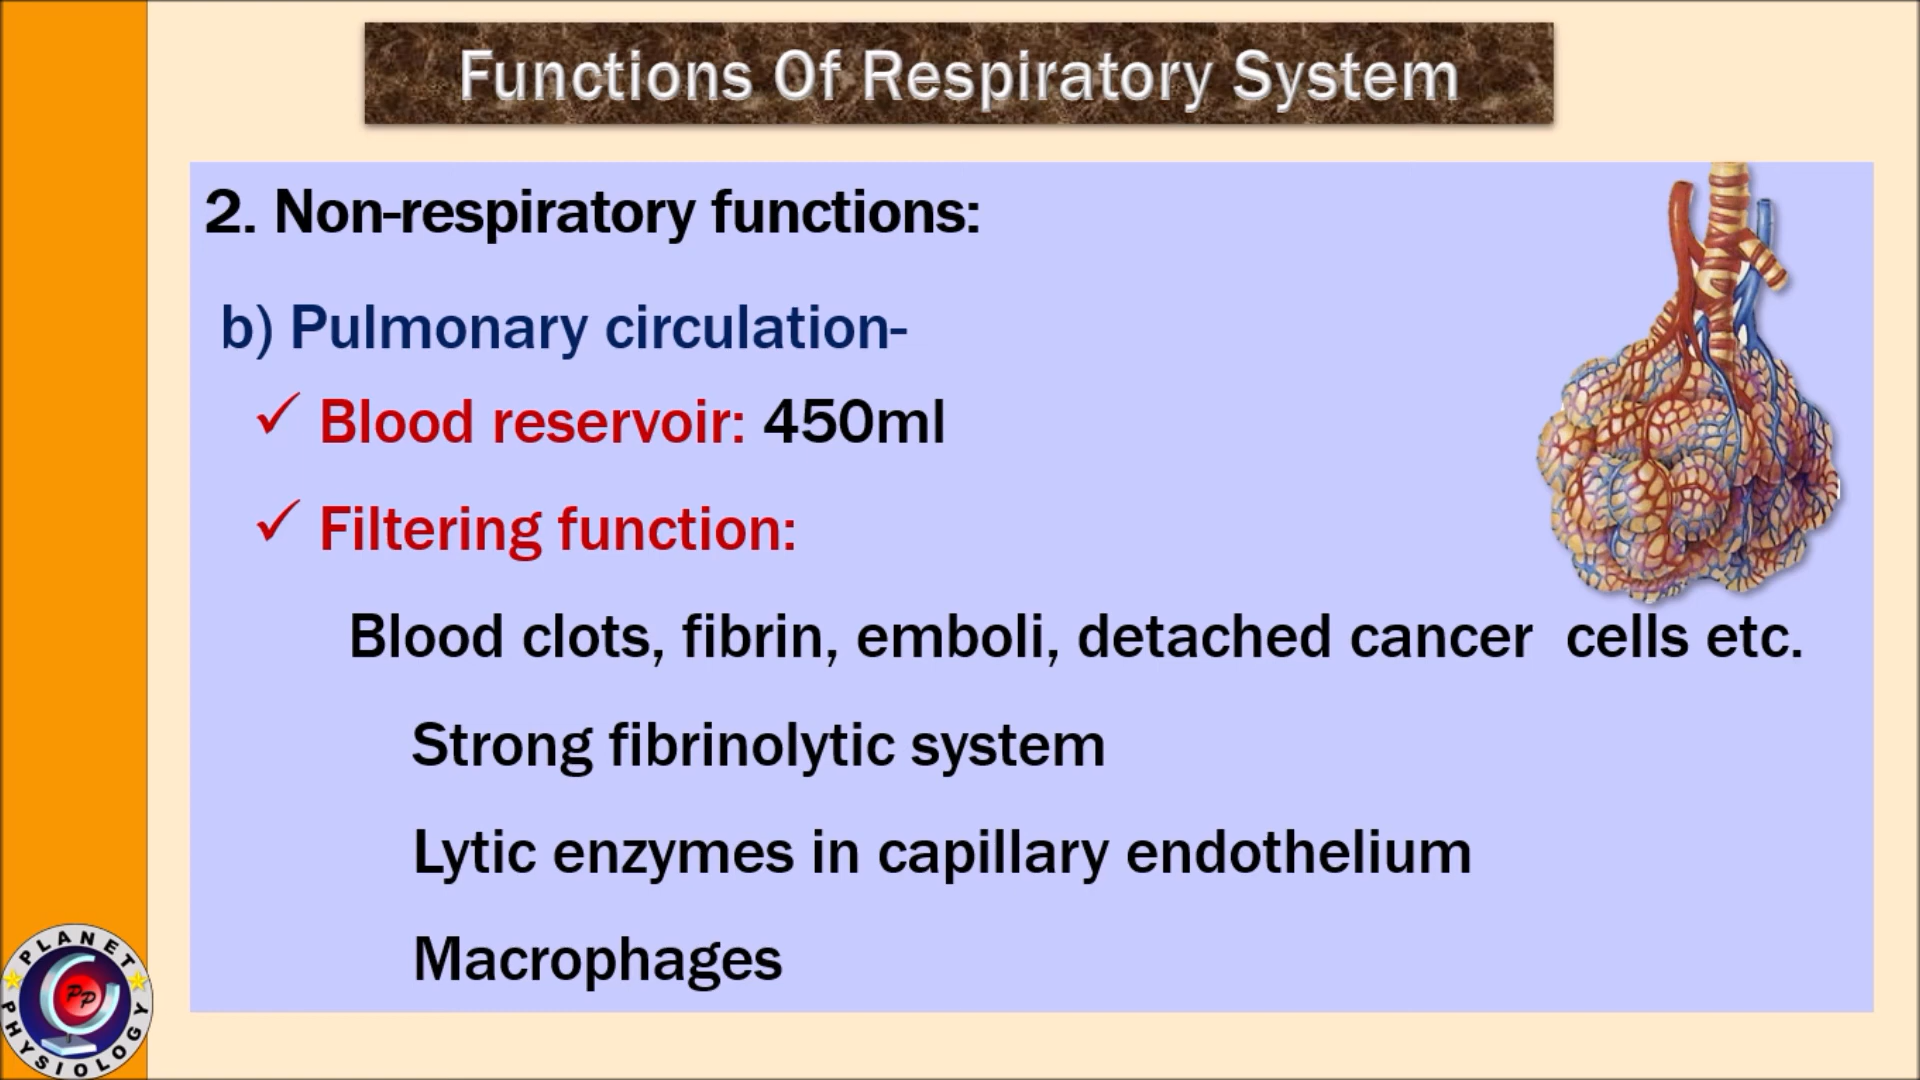 Functions Of Respiratory System
2. Non-respiratory functions:
b) Pulmonary circulation-
✓ Blood reservoir: 450ml
✓ Filtering function:
Blood clots, fibrin, emboli, detached cancer cells etc.
Strong fibrinolytic system
Lytic enzymes in capillary endothelium
Macrophages
PLANET
PP
PHYSIOLOGY